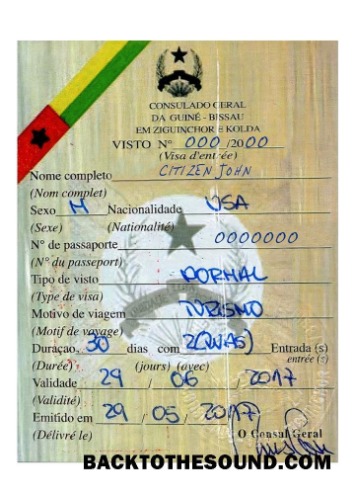 CONSULADO GERAL
DA GUINÉ - BISSAU
EM ZIGUINCHOR e KOLDA
VISTO Nº 000 /2000
(Visa d'entrée)
Nome completo CITIZEN JOHN
(Nom complet)
Sexo M Nacionalidade USA
(Sexe) (Nationalité)
Nº de passaporte 0000000
(Nº du passeport)
Tipo de visto NORMAL
(Type de visa)
Motivo de viagem TURISMO
(Motif de voyage)
Duraçao 30 dias com 2(DUAS) Entrada (s)
(Durée) (jours) (avec) entrée (s)
Validade 29 / 06 / 2017
(Validité)
Emitido em 29 / 05 / 2017
(Délivré le) O Consul Geral
BACKTOTHESOUND.COM